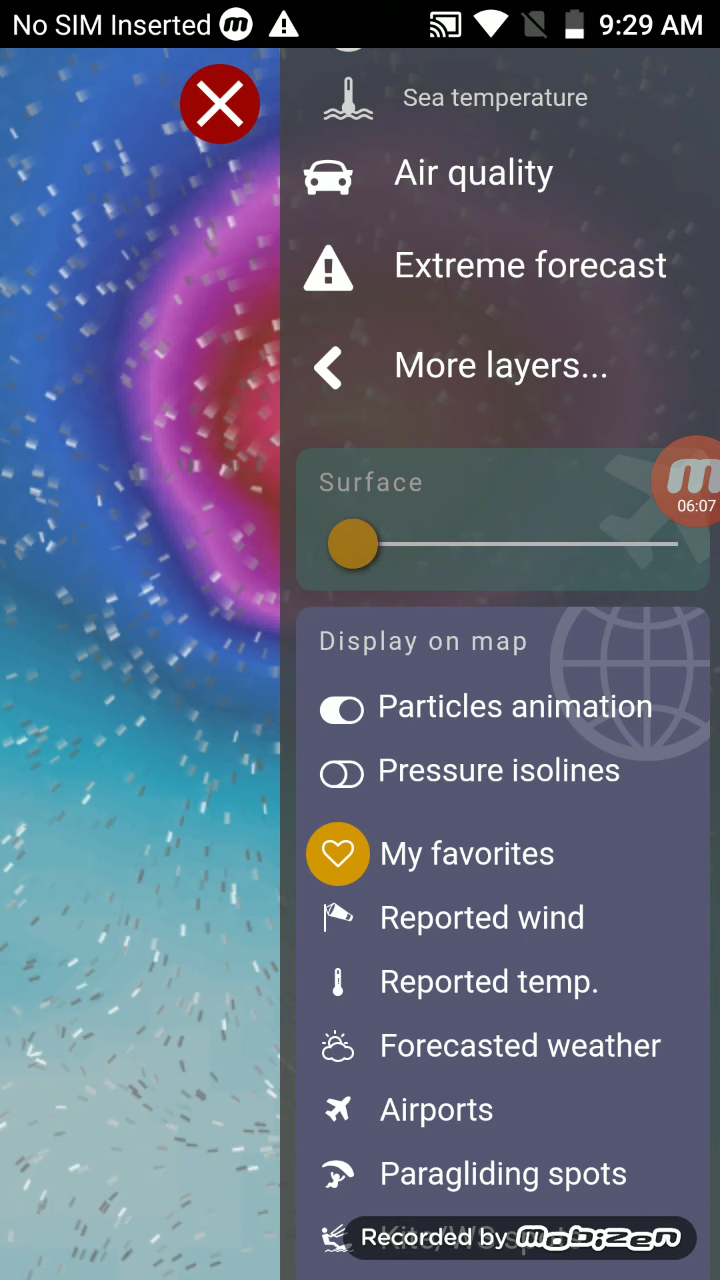 No SIM Inserted
9:29 AM
Sea temperature
Air quality
Extreme forecast
More layers...
Surface
06:07
Display on map
Particles animation
Pressure isolines
My favorites
Reported wind
Reported temp.
Forecasted weather
Airports
Paragliding spots
Recorded by mobizen